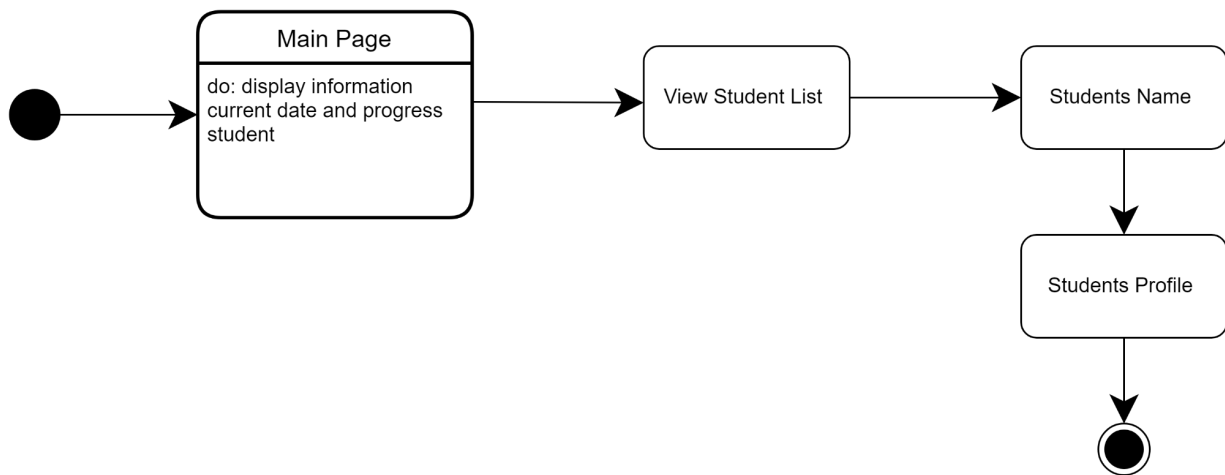 Main Page
do: display information
current date and progress
student
View Student List
Students Name
Students Profile